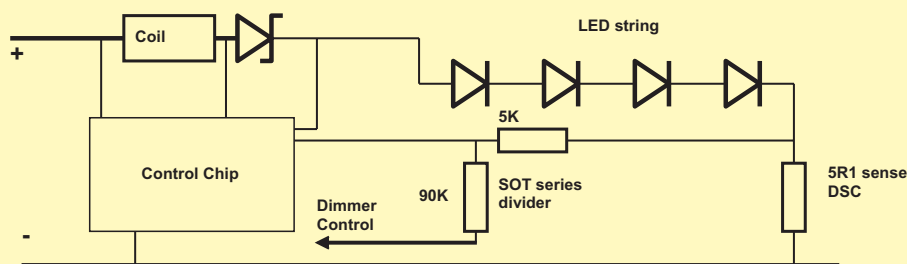 LED string
Coil
+
5K
Control Chip
90K
SOT series
divider
5R1 sense
DSC
Dimmer
Control
-